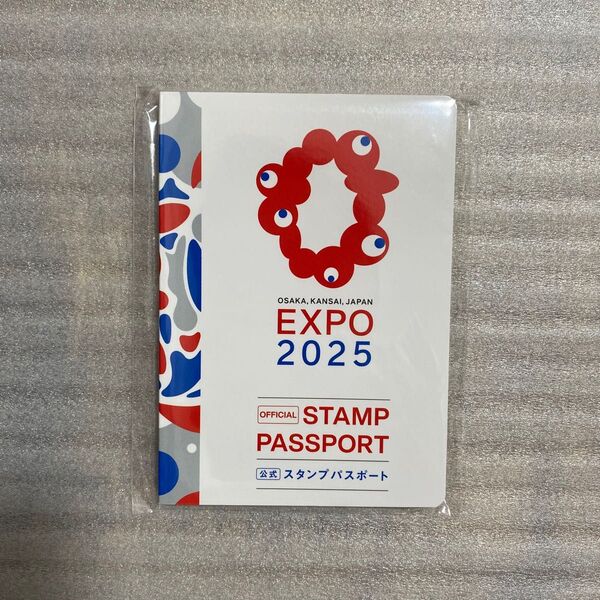 OSAKA, KANSAI, JAPAN
EXPO
2025
OFFICIAL STAMP
PASSPORT
公式 スタンプパスポート